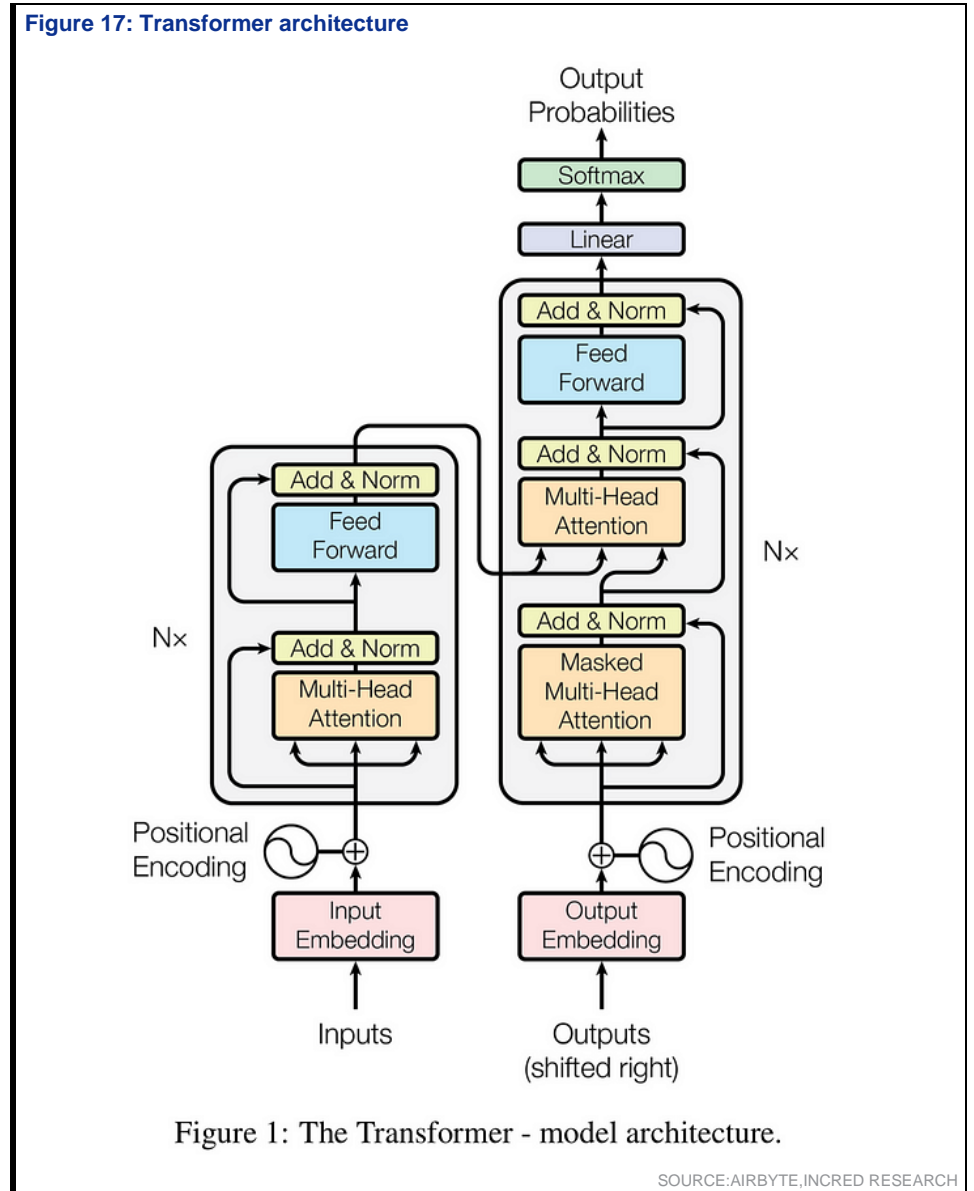 Figure 17: Transformer architecture
Output
Probabilities
Softmax
Linear
Add & Norm
Feed
Forward
Add & Norm
Multi-Head
Attention
Nx
Add & Norm
Masked
Multi-Head
Attention
Add & Norm
Feed
Forward
Nx
Add & Norm
Multi-Head
Attention
Positional
Encoding
Positional
Encoding
Input
Embedding
Output
Embedding
Inputs
Outputs
(shifted right)
Figure 1: The Transformer - model architecture.
SOURCE:AIRBYTE,INCRED RESEARCH